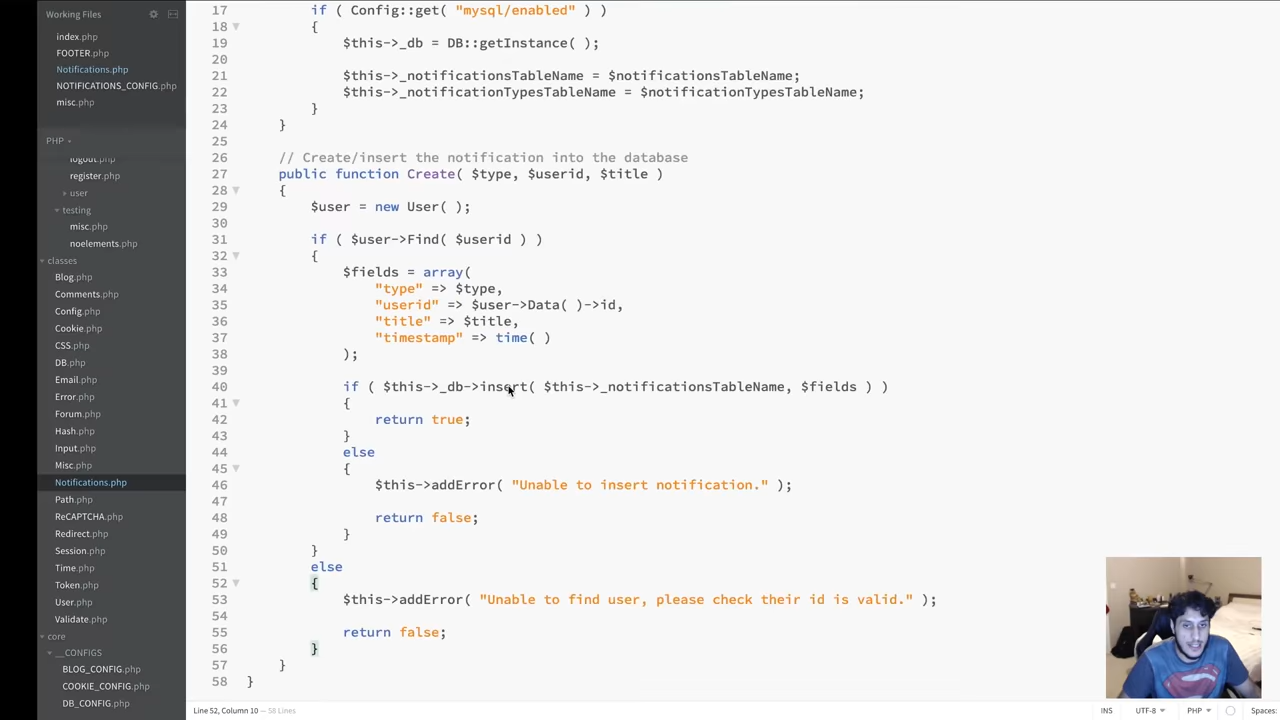 Working Files
index.php
FOOTER.php
Notifications.php
NOTIFICATIONS_CONFIG.php
misc.php
PHP
logout.php
register.php
user
testing
misc.php
noelements.php
classes
Blog.php
Comments.php
Config.php
Cookie.php
CSS.php
DB.php
Email.php
Error.php
Forum.php
Hash.php
Input.php
Misc.php
Notifications.php
Path.php
ReCAPTCHA.php
Redirect.php
Session.php
Time.php
Token.php
User.php
Validate.php
core
__CONFIGS
BLOG_CONFIG.php
COOKIE_CONFIG.php
DB_CONFIG.php
17 if ( Config::get( "mysql/enabled" ) )
18 {
19 $this->_db = DB::getInstance( );
20
21 $this->_notificationsTableName = $notificationsTableName;
22 $this->_notificationTypesTableName = $notificationTypesTableName;
23 }
24 }
25
26 // Create/insert the notification into the database
27 public function Create( $type, $userid, $title )
28 {
29 $user = new User( );
30
31 if ( $user->Find( $userid ) )
32 {
33 $fields = array(
34 "type" => $type,
35 "userid" => $user->Data( )->id,
36 "title" => $title,
37 "timestamp" => time( )
38 );
39
40 if ( $this->_db->insert( $this->_notificationsTableName, $fields ) )
41 {
42 return true;
43 }
44 else
45 {
46 $this->addError( "Unable to insert notification." );
47
48 return false;
49 }
50 }
51 else
52 {
53 $this->addError( "Unable to find user, please check their id is valid." );
54
55 return false;
56 }
57 }
58 }
Line 52, Column 10 — 58 Lines
INS UTF-8 PHP Spaces: